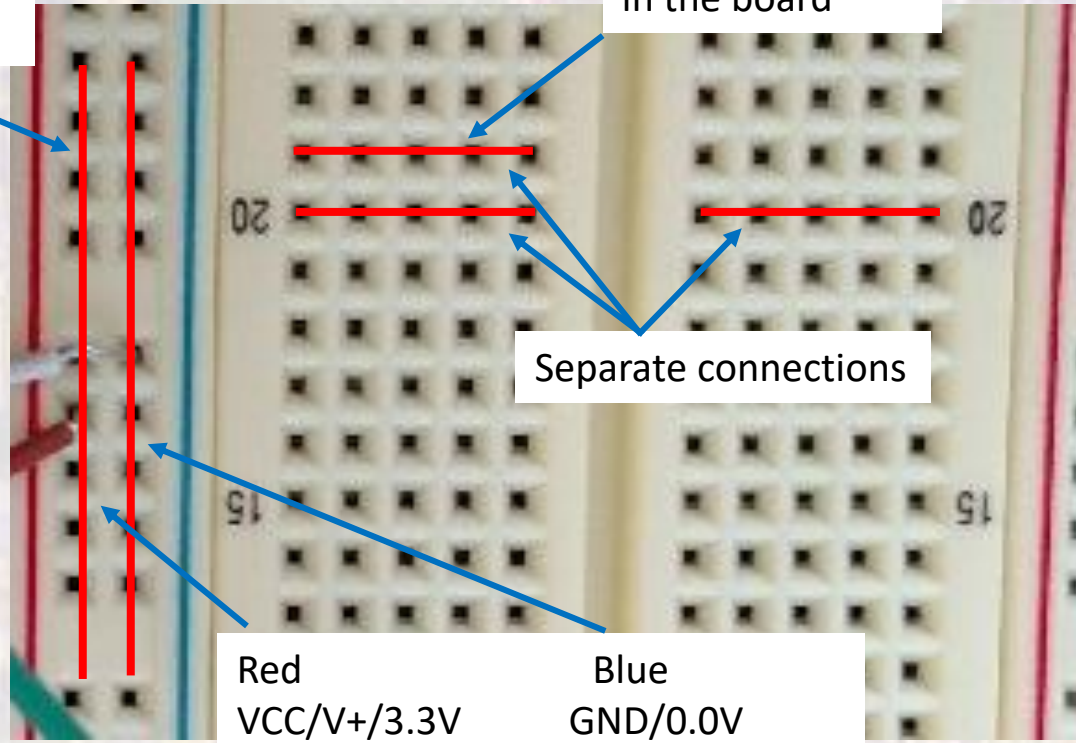 in the board
20
20
Separate connections
15
15
Red Blue
VCC/V+/3.3V GND/0.0V